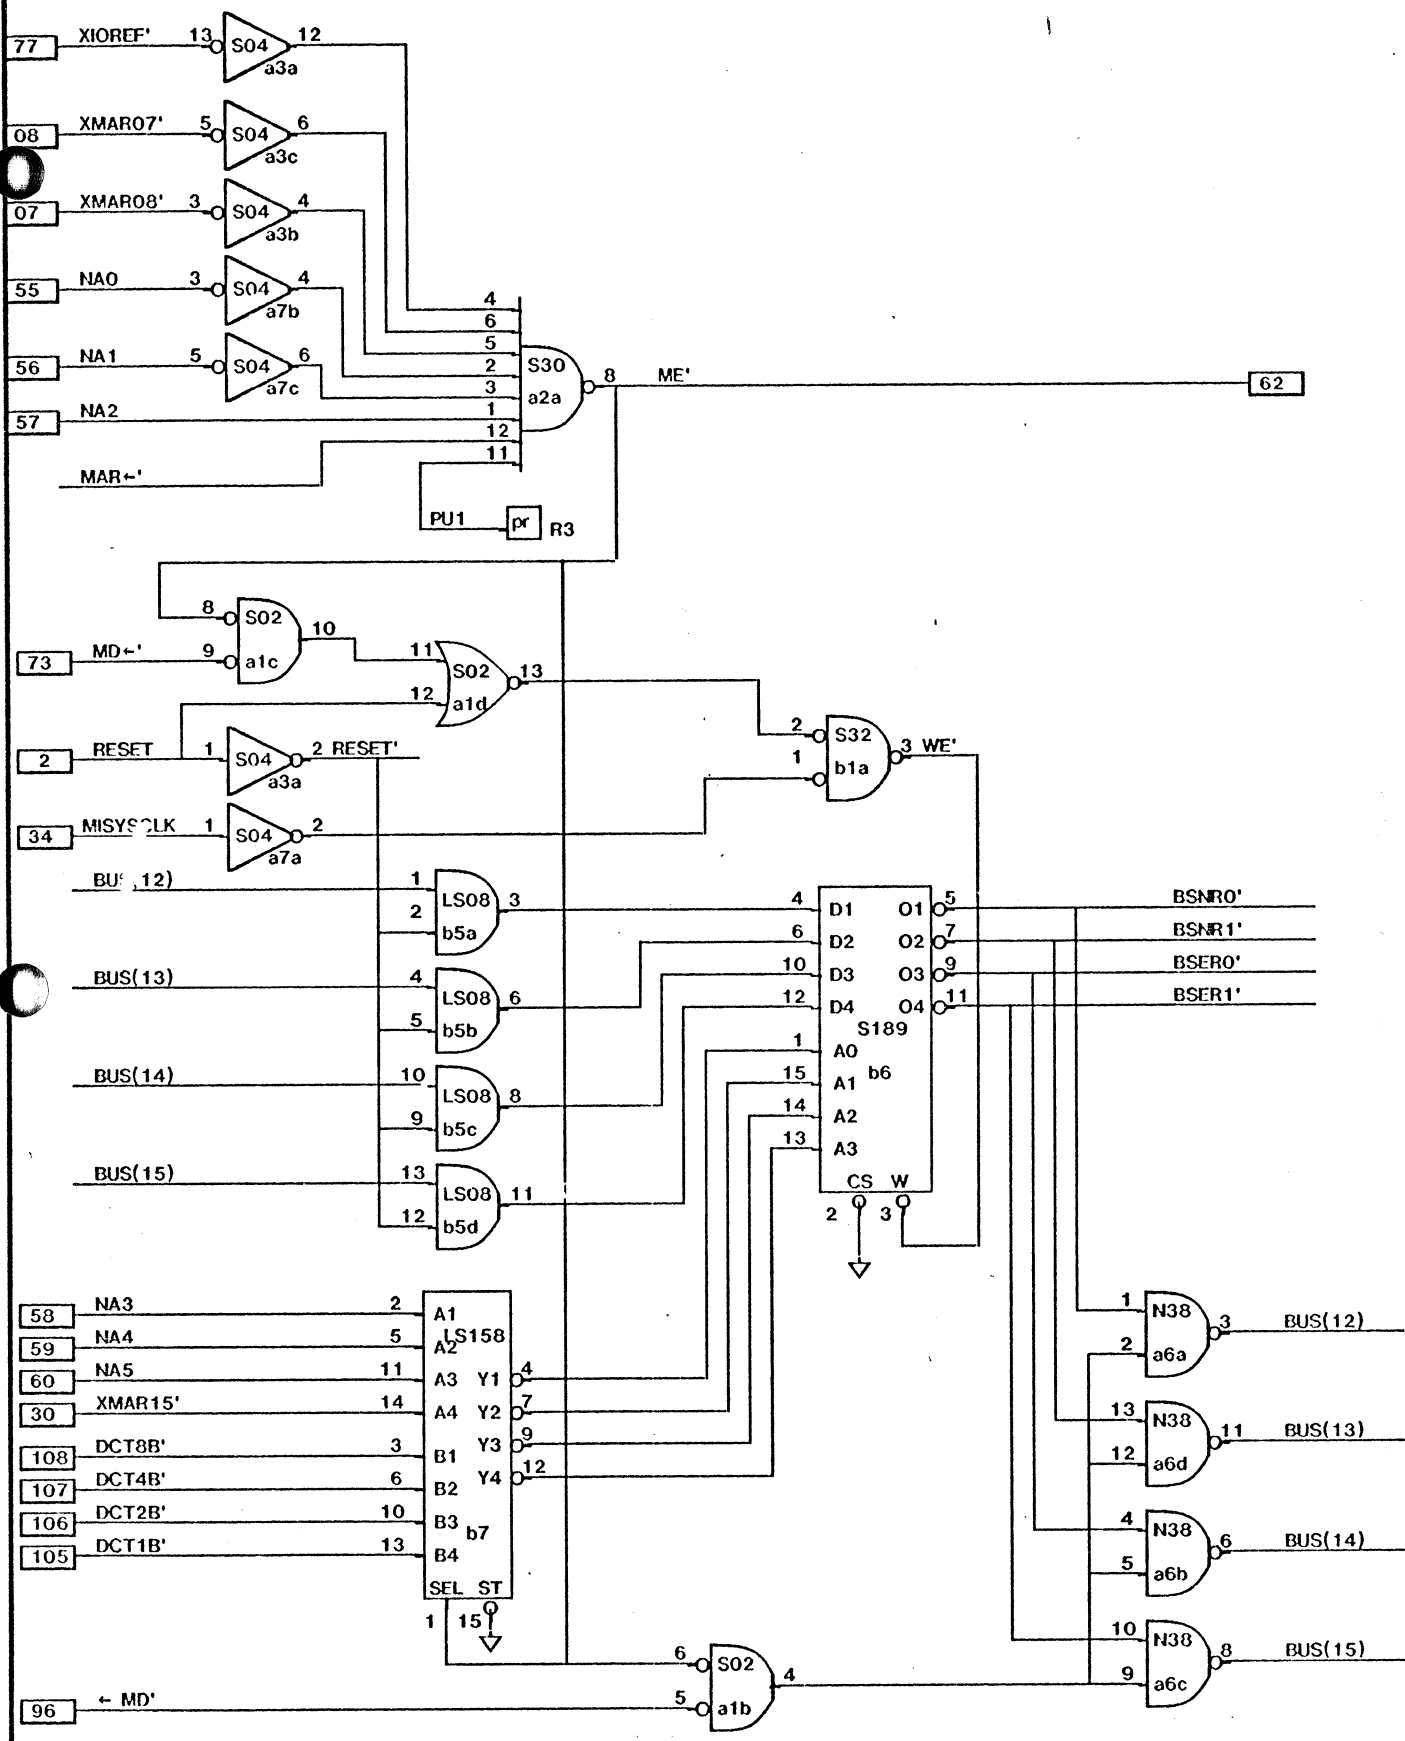 77 XIOREF' 13 S04 12 a3a
08 XMAR07' 5 S04 6 a3c
07 XMAR08' 3 S04 4 a3b
55 NA0 3 S04 4 a7b
56 NA1 5 S04 6 a7c
57 NA2
MAR←'
4
6
5
2
3
1
12
11
S30
a2a
8 ME' 62
PU1 pr R3
8 S02 10
73 MD←' 9 a1c
11 S02 13
12 a1d
2 RESET 1 S04 2 RESET' a3a
34 MISYSCLK 1 S04 2 a7a
2 S32 3 WE'
1 b1a
BUS(12) 1 LS08 3
2 b5a
BUS(13) 4 LS08 6
5 b5b
BUS(14) 10 LS08 8
9 b5c
BUS(15) 13 LS08 11
12 b5d
4 D1 O1 5 BSNR0'
6 D2 O2 7 BSNR1'
10 D3 O3 9 BSER0'
12 D4 O4 11 BSER1'
S189
1 A0
b6
15 A1
14 A2
13 A3
CS W
2 3
58 NA3 2 A1
LS158
59 NA4 5 A2
60 NA5 11 A3 Y1 4
30 XMAR15' 14 A4 Y2 7
108 DCT8B' 3 B1 Y3 9
107 DCT4B' 6 B2 Y4 12
106 DCT2B' 10 B3
b7
105 DCT1B' 13 B4
SEL ST
1 15
1 N38 3 BUS(12)
2 a6a
13 N38 11 BUS(13)
12 a6d
4 N38 6 BUS(14)
5 a6b
10 N38 8 BUS(15)
9 a6c
6 S02 4
96 ← MD' 5 a1b